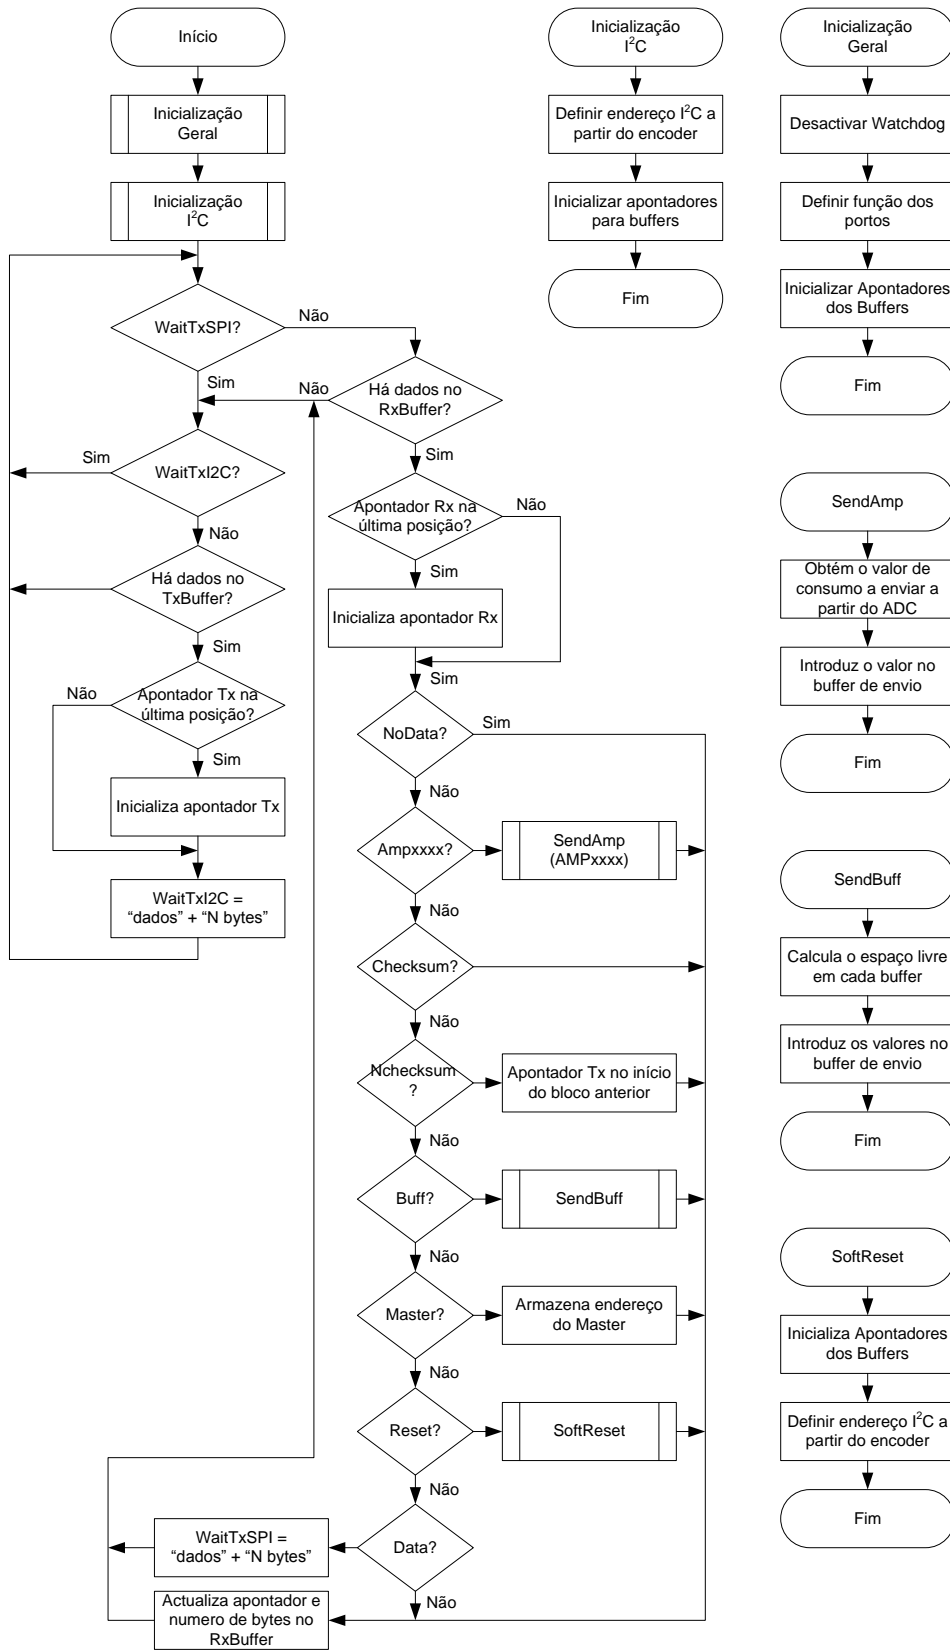 Início
Inicialização
Geral
Inicialização
I²C
WaitTxSPI?
Não
Sim
Não
Há dados no
RxBuffer?
Sim
WaitTxI2C?
Sim
Não
Apontador Rx na
última posição?
Não
Sim
Há dados no
TxBuffer?
Sim
Inicializa apontador Rx
Não
Apontador Tx na
última posição?
Sim
Sim
NoData?
Sim
Não
Inicializa apontador Tx
Ampxxxx?
SendAmp
(AMPxxxx)
Não
WaitTxI2C =
“dados” + “N bytes”
Checksum?
Não
Nchecksum
?
Apontador Tx no início
do bloco anterior
Não
Buff?
SendBuff
Não
Master?
Armazena endereço
do Master
Não
Reset?
SoftReset
Não
Data?
WaitTxSPI =
“dados” + “N bytes”
Não
Actualiza apontador e
numero de bytes no
RxBuffer
Inicialização
I²C
Definir endereço I²C a
partir do encoder
Inicializar apontadores
para buffers
Fim
Inicialização
Geral
Desactivar Watchdog
Definir função dos
portos
Inicializar Apontadores
dos Buffers
Fim
SendAmp
Obtém o valor de
consumo a enviar a
partir do ADC
Introduz o valor no
buffer de envio
Fim
SendBuff
Calcula o espaço livre
em cada buffer
Introduz os valores no
buffer de envio
Fim
SoftReset
Inicializa Apontadores
dos Buffers
Definir endereço I²C a
partir do encoder
Fim